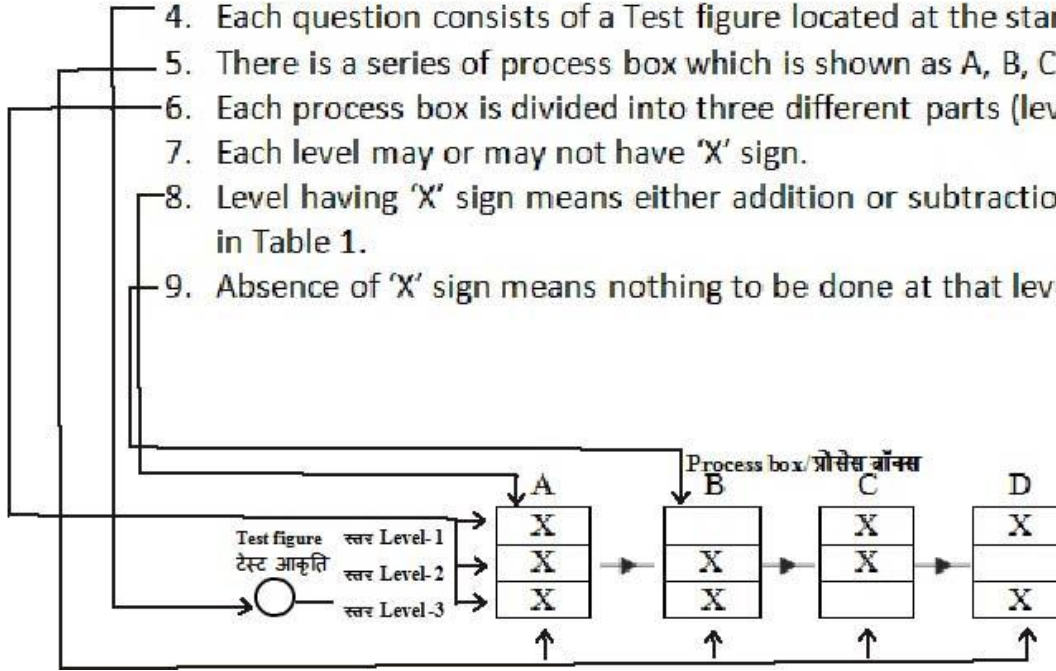 4. Each question consists of a Test figure located at the star
5. There is a series of process box which is shown as A, B, C
6. Each process box is divided into three different parts (lev
7. Each level may or may not have ‘X’ sign.
8. Level having ‘X’ sign means either addition or subtractio
in Table 1.
9. Absence of ‘X’ sign means nothing to be done at that lev
Process box/प्रोसेस बॉक्स
A B C D
Test figure स्तर Level-1 X X X
टेस्ट आकृति स्तर Level-2 X X X
स्तर Level-3 X X X